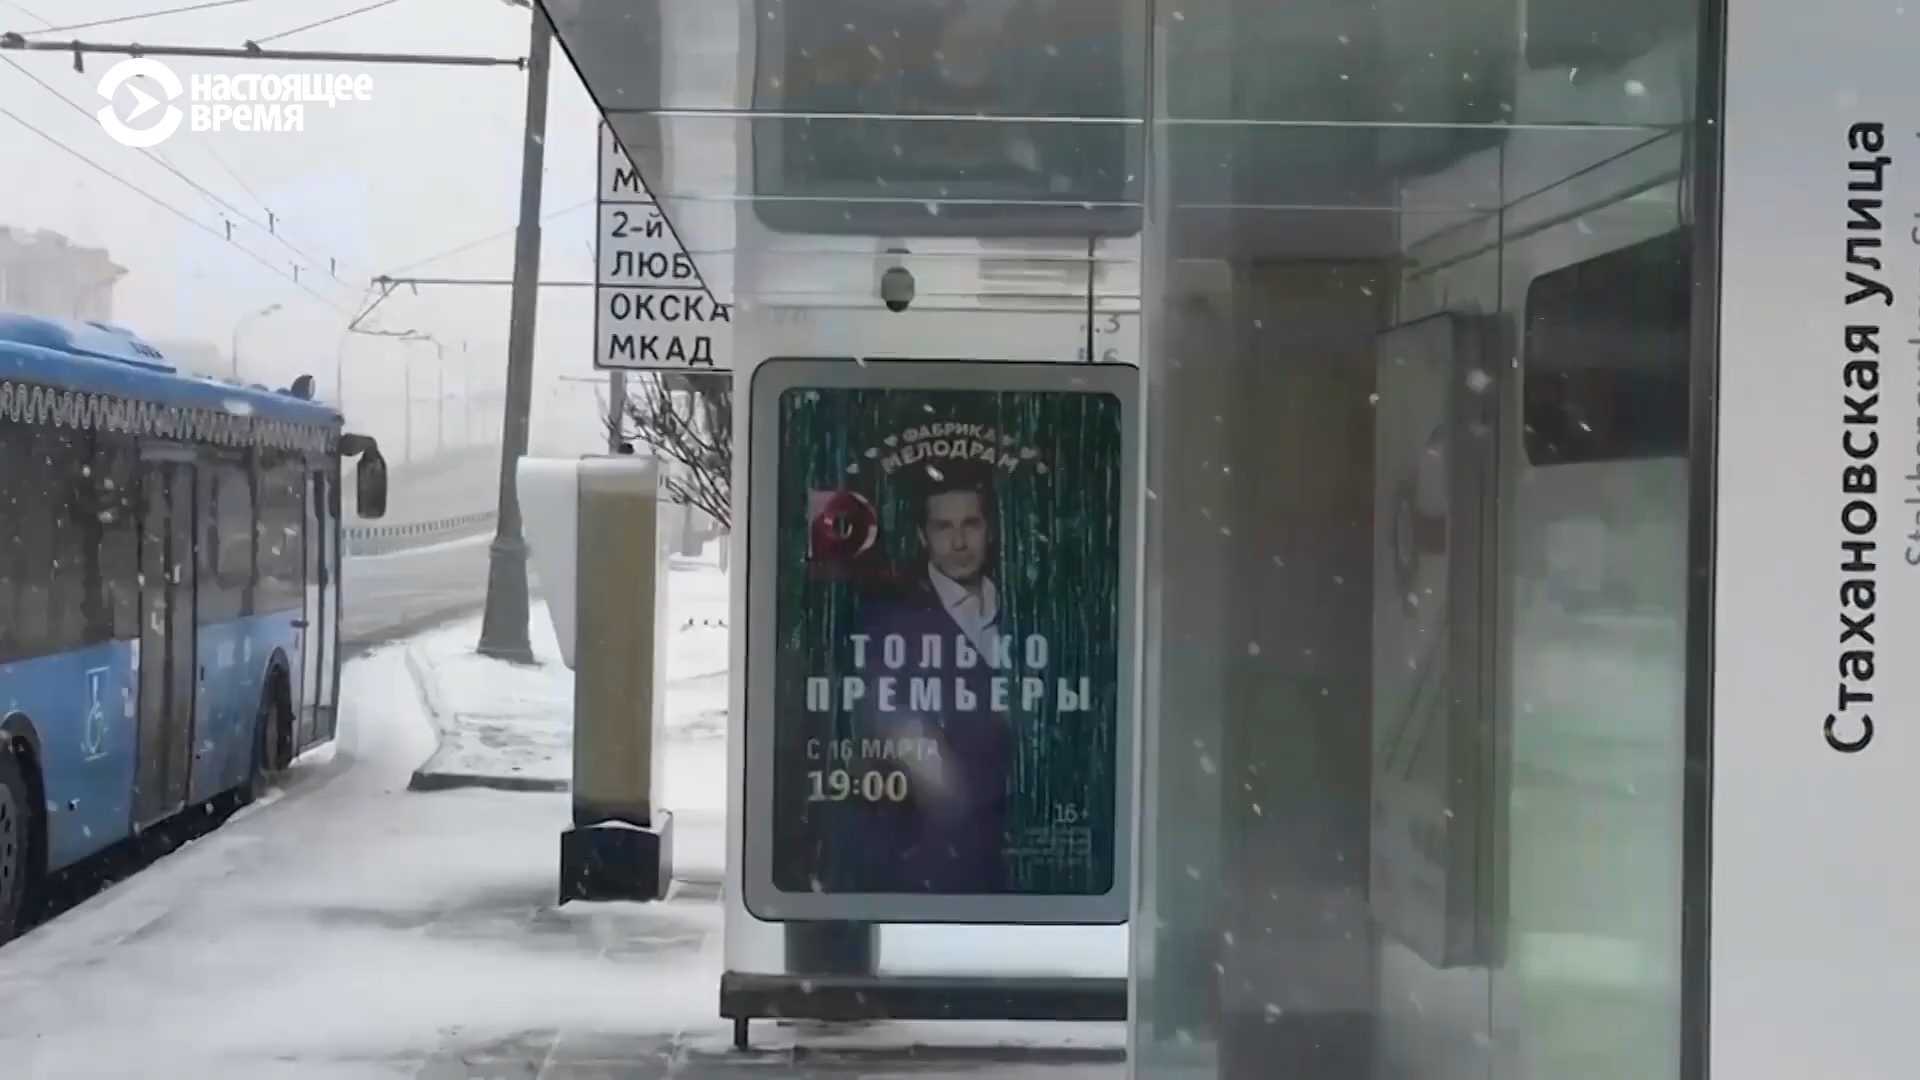 настоящее
время
2-й
ЛЮБ
ОКСКА
МКАД
ФАБРИКА
МЕЛОДРАМ
ТОЛЬКО
ПРЕМЬЕРЫ
С 16 МАРТА
19:00
16+
Стахановская улица